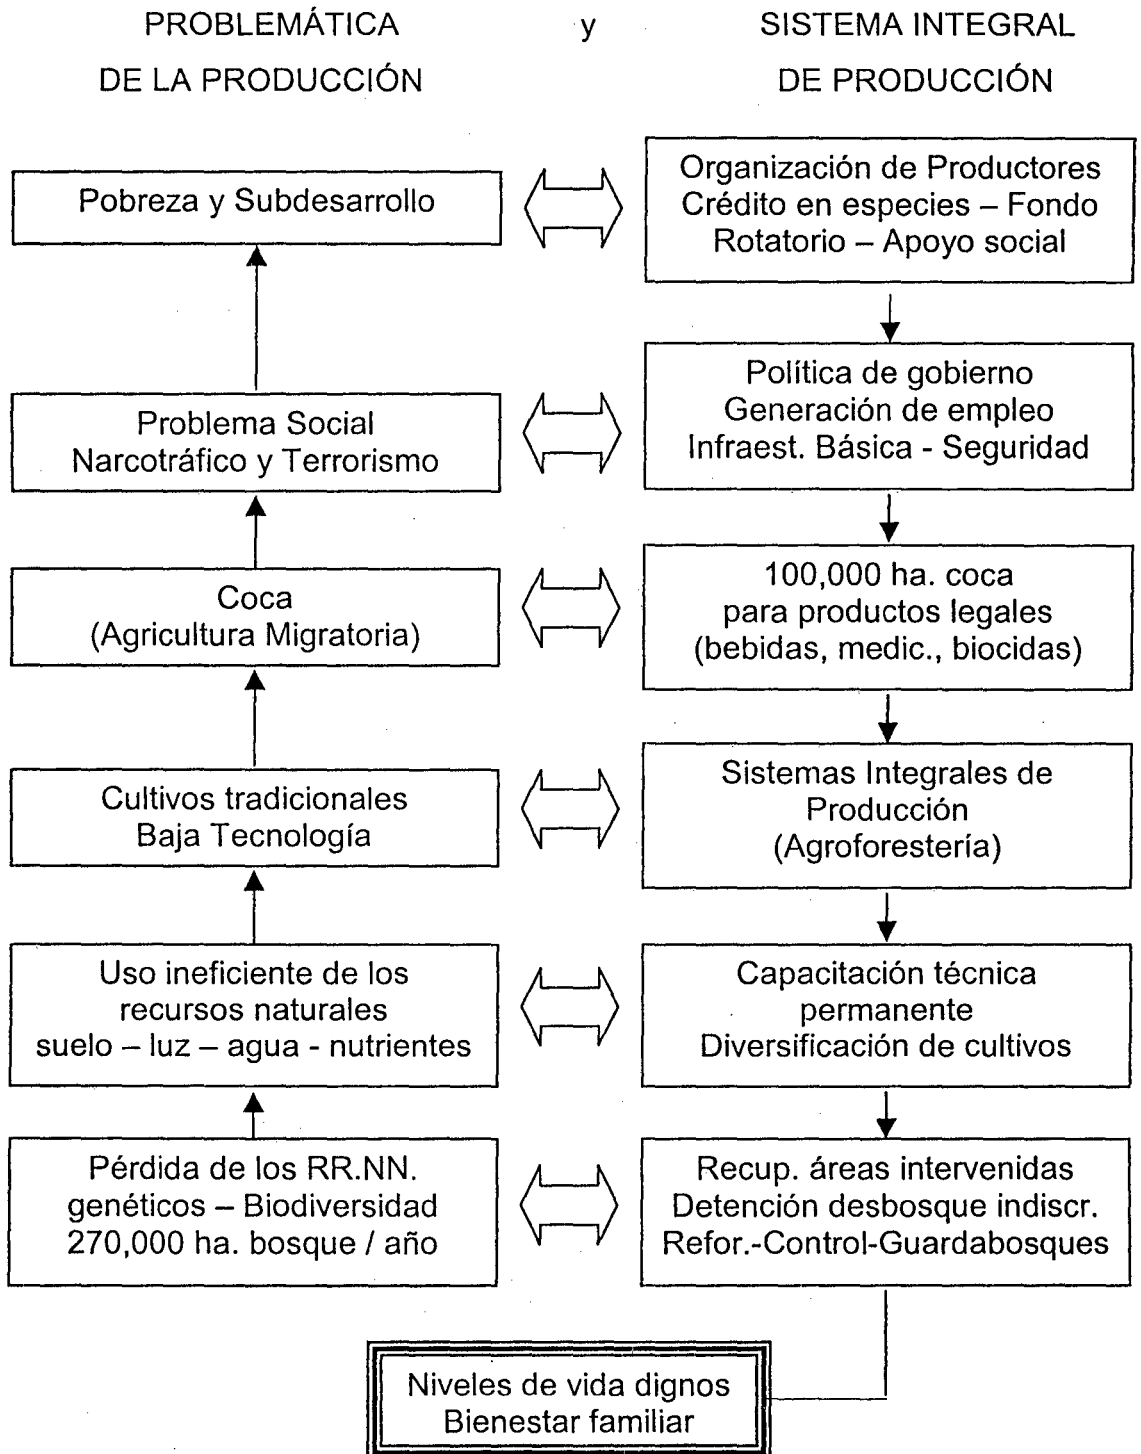 PROBLEMÁTICA y SISTEMA INTEGRAL
DE LA PRODUCCIÓN DE PRODUCCIÓN
Pobreza y Subdesarrollo
Organización de Productores
Crédito en especies – Fondo
Rotatorio – Apoyo social
Problema Social
Narcotráfico y Terrorismo
Política de gobierno
Generación de empleo
Infraest. Básica - Seguridad
Coca
(Agricultura Migratoria)
100,000 ha. coca
para productos legales
(bebidas, medic., biocidas)
Cultivos tradicionales
Baja Tecnología
Sistemas Integrales de
Producción
(Agroforestería)
Uso ineficiente de los
recursos naturales
suelo – luz – agua - nutrientes
Capacitación técnica
permanente
Diversificación de cultivos
Pérdida de los RR.NN.
genéticos – Biodiversidad
270,000 ha. bosque / año
Recup. áreas intervenidas
Detención desbosque indiscr.
Refor.-Control-Guardabosques
Niveles de vida dignos
Bienestar familiar